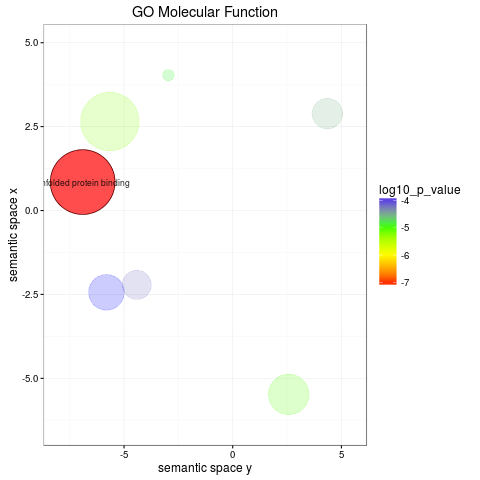 GO Molecular Function
semantic space x
5.0
2.5
0.0
-2.5
-5.0
nfolded protein binding
-5
0
5
semantic space y
log10_p_value
-4
-5
-6
-7